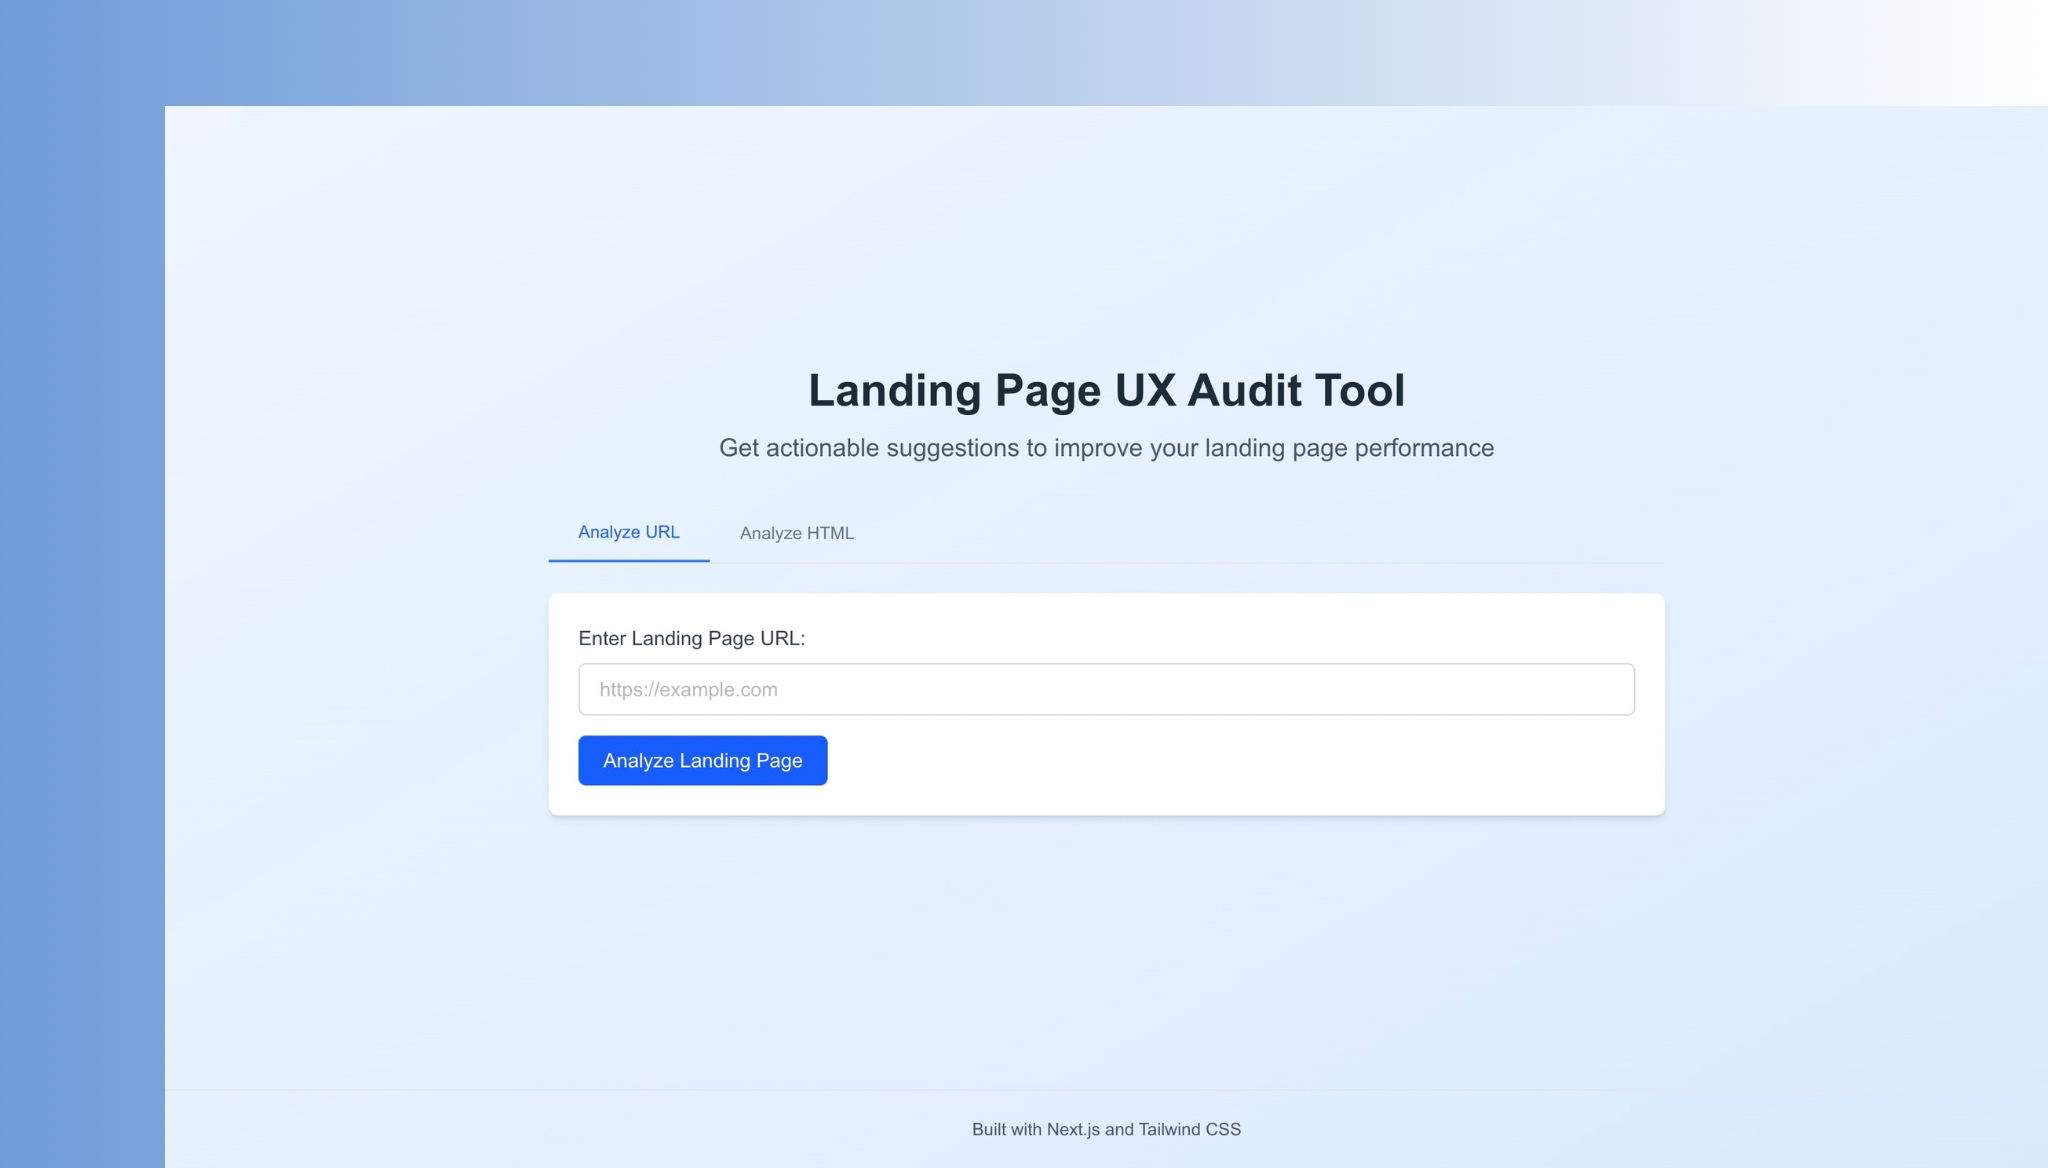 Landing Page UX Audit Tool
Get actionable suggestions to improve your landing page performance
Analyze URL
Analyze HTML
Enter Landing Page URL:
https://example.com
Analyze Landing Page
Built with Next.js and Tailwind CSS